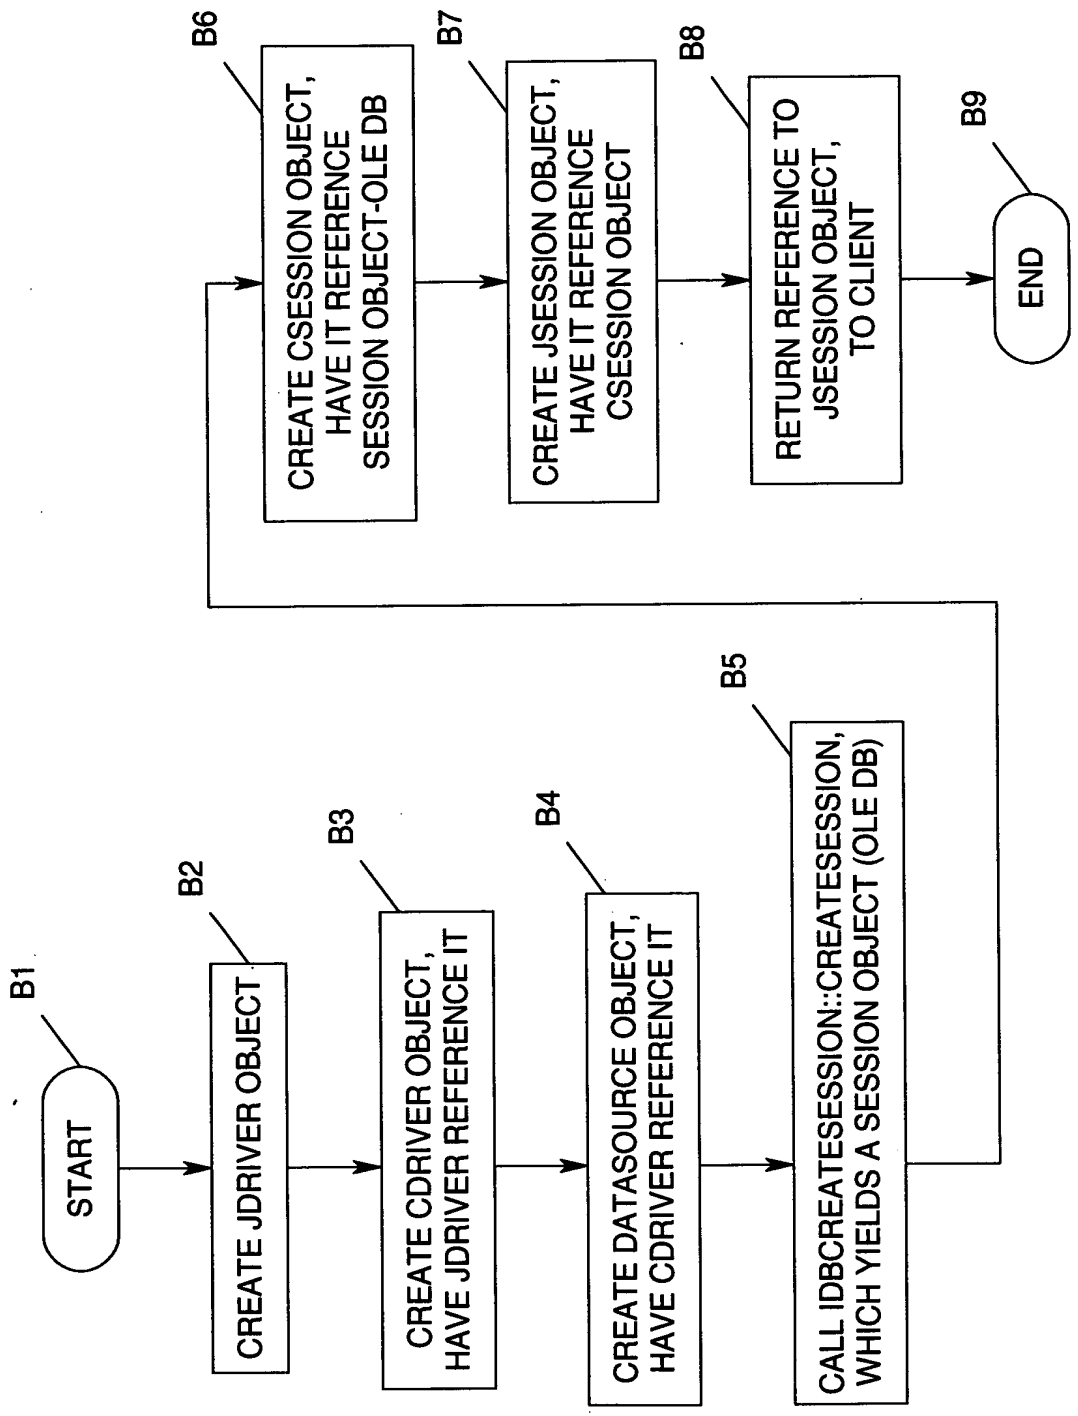 B1
START
B2
CREATE JDRIVER OBJECT
B3
CREATE CDRIVER OBJECT,
HAVE JDRIVER REFERENCE IT
B4
CREATE DATASOURCE OBJECT,
HAVE CDRIVER REFERENCE IT
B5
CALL IDBCREATESESSION::CREATESESSION,
WHICH YIELDS A SESSION OBJECT (OLE DB)
B6
CREATE CSESSION OBJECT,
HAVE IT REFERENCE
SESSION OBJECT-OLE DB
B7
CREATE JSESSION OBJECT,
HAVE IT REFERENCE
CSESSION OBJECT
B8
RETURN REFERENCE TO
JSESSION OBJECT,
TO CLIENT
B9
END